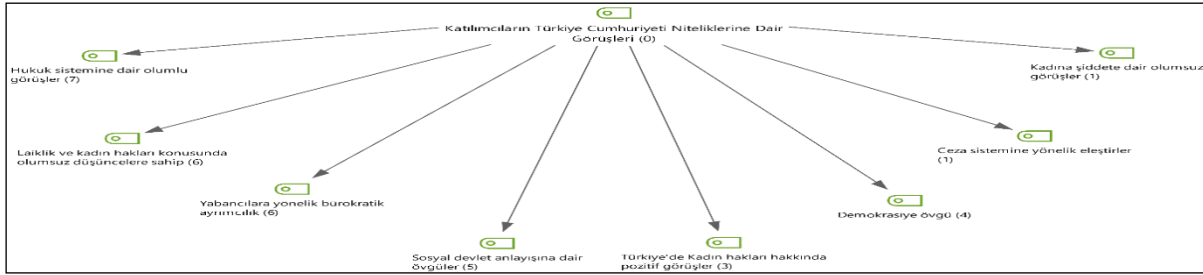 Katılımcıların Türkiye Cumhuriyeti Niteliklerine Dair
Görüşleri (0)
Hukuk sistemine dair olumlu
görüşler (7)
Kadına şiddete dair olumsuz
görüşler (1)
Laiklik ve kadın hakları konusunda
olumsuz düşüncelere sahip (6)
Ceza sistemine yönelik eleştirler
(1)
Yabancılara yönelik bürokratik
ayrımcılık (6)
Demokrasiye övgü (4)
Sosyal devlet anlayışına dair
övgüler (5)
Türkiye'de Kadın hakları hakkında
pozitif görüşler (3)